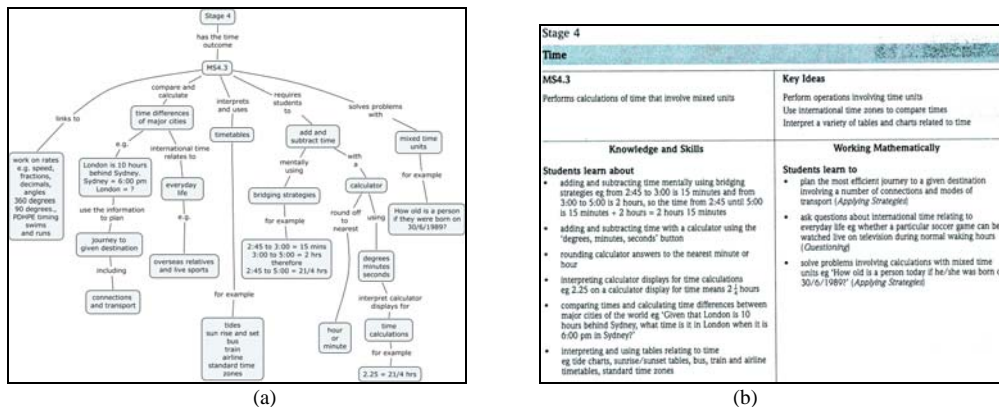 Stage 4
has the time
outcome
MS4.3
links to
work on rates
e.g. speed,
fractions,
decimals,
angles
360 degrees
90 degrees.,
PDHPE timing
swims
and runs
compare and
calculate
time differences
of major cities
e.g.
London is 10 hours
behind Sydney.
Sydney = 6:00 pm
London = ?
use the information
to plan
journey to
given destination
including
connections
and transport
international time
relates to
everyday
life
e.g.
overseas relatives
and live sports
interprets
and uses
timetables
for example
tides
sun rise and set
bus
train
airline
standard time
zones
requires
students
to
add and
subtract time
mentally
using
bridging strategies
for example
2:45 to 3:00 = 15 mins
3:00 to 5:00 = 2 hrs
therefore
2:45 to 5:00 = 21/4 hrs
with
a
calculator
round off
to
nearest
hour
or
minute
using
degrees
minutes
seconds
interpret calculator
displays for
time
calculations
for example
2.25 = 21/4 hrs
solves problems
with
mixed time
units
for example
How old is a person
if they were born on
30/6/1989?
(a)
Stage 4
Time
MS4.3
Performs calculations of time that involve mixed units
Key Ideas
Perform operations involving time units
Use international time zones to compare times
Interpret a variety of tables and charts related to time
Knowledge and Skills
Students learn about
• adding and subtracting time mentally using bridging
strategies eg from 2:45 to 3:00 is 15 minutes and from
3:00 to 5:00 is 2 hours, so the time from 2:45 until 5:00
is 15 minutes + 2 hours = 2 hours 15 minutes
• adding and subtracting time with a calculator using the
'degrees, minutes, seconds' button
• rounding calculator answers to the nearest minute or
hour
• interpreting calculator displays for time calculations
eg 2.25 on a calculator display for time means 2¼ hours
• comparing times and calculating time differences between
major cities of the world eg 'Given that London is 10
hours behind Sydney, what time is it in London when it is
6:00 pm in Sydney?'
• interpreting and using tables relating to time
eg tide charts, sunrise/sunset tables, bus, train and airline
timetables, standard time zones
Working Mathematically
Students learn to
• plan the most efficient journey to a given destination
involving a number of connections and modes of
transport (Applying Strategies)
• ask questions about international time relating to
everyday life eg whether a particular soccer game can be
watched live on television during normal waking hours
(Questioning)
• solve problems involving calculations with mixed time
units eg 'How old is a person today if he/she was born
30/6/1989?' (Applying Strategies)
(b)